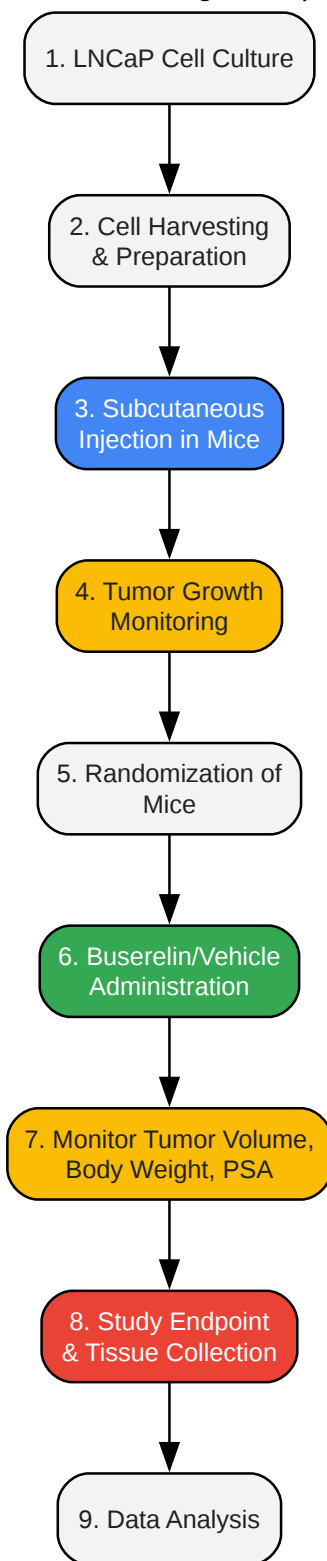 1. LNCaP Cell Culture
2. Cell Harvesting
& Preparation
3. Subcutaneous
Injection in Mice
4. Tumor Growth
Monitoring
5. Randomization of
Mice
6. Buserelin/Vehicle
Administration
7. Monitor Tumor Volume,
Body Weight, PSA
8. Study Endpoint
& Tissue Collection
9. Data Analysis